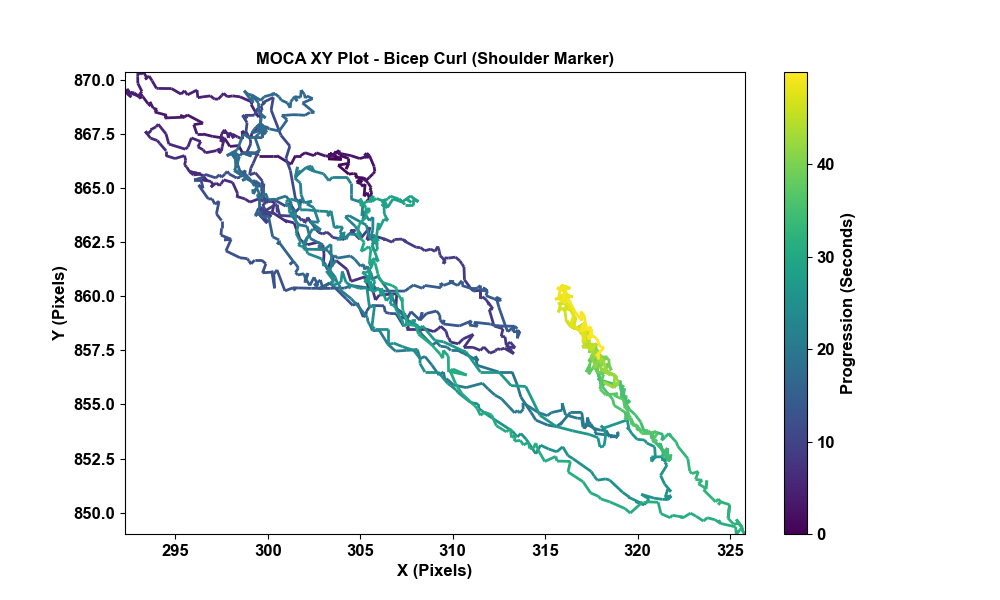 MOCA XY Plot - Bicep Curl (Shoulder Marker)
870.0
867.5
865.0
862.5
860.0
857.5
855.0
852.5
850.0
Y (Pixels)
295 300 305 310 315 320 325
X (Pixels)
40
30
20
10
0
Progression (Seconds)